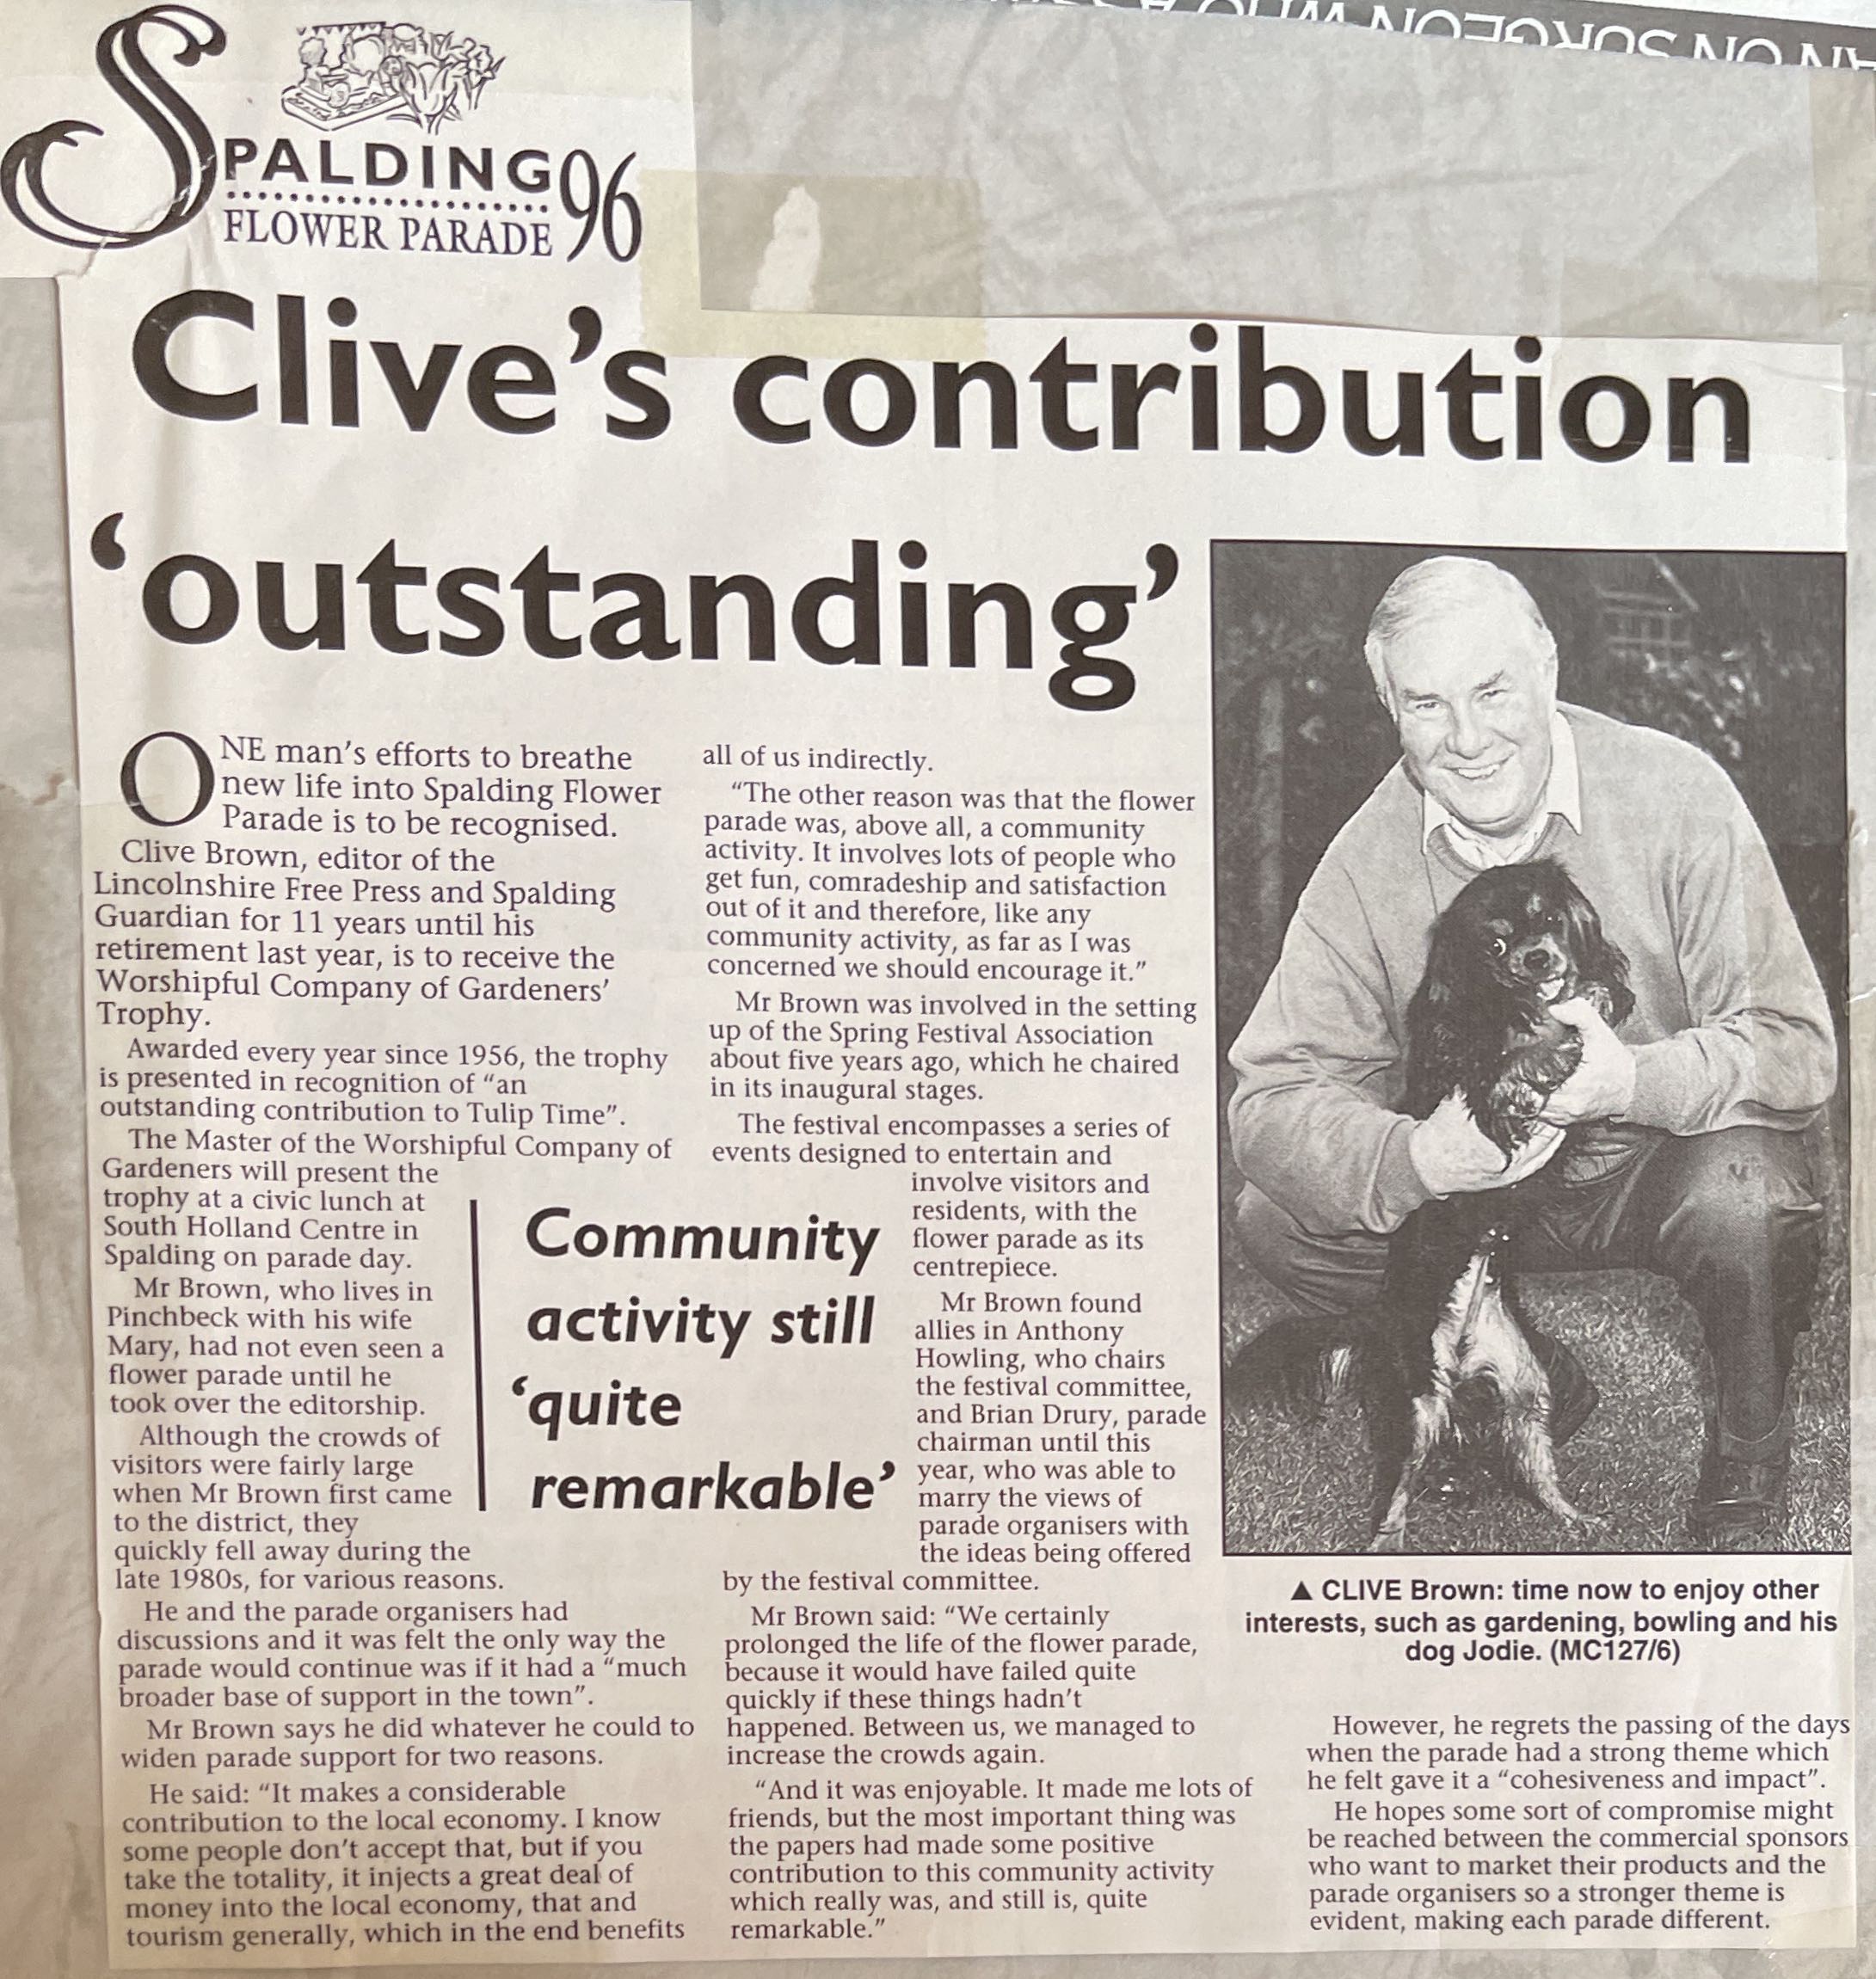 AN ON SURGEON WHO A
SPALDING
FLOWER PARADE 96
Clive's contribution
‘outstanding’
ONE man's efforts to breathe
new life into Spalding Flower
Parade is to be recognised.
Clive Brown, editor of the
Lincolnshire Free Press and Spalding
Guardian for 11 years until his
retirement last year, is to receive the
Worshipful Company of Gardeners'
Trophy.
Awarded every year since 1956, the trophy
is presented in recognition of “an
outstanding contribution to Tulip Time”.
The Master of the Worshipful Company of
Gardeners will present the
trophy at a civic lunch at
South Holland Centre in
Spalding on parade day.
Mr Brown, who lives in
Pinchbeck with his wife
Mary, had not even seen a
flower parade until he
took over the editorship.
Although the crowds of
visitors were fairly large
when Mr Brown first came
to the district, they
quickly fell away during the
late 1980s, for various reasons.
He and the parade organisers had
discussions and it was felt the only way the
parade would continue was if it had a “much
broader base of support in the town”.
Mr Brown says he did whatever he could to
widen parade support for two reasons.
He said: “It makes a considerable
contribution to the local economy. I know
some people don't accept that, but if you
take the totality, it injects a great deal of
money into the local economy, that and
tourism generally, which in the end benefits
Community
activity still
‘quite
remarkable’
all of us indirectly.
“The other reason was that the flower
parade was, above all, a community
activity. It involves lots of people who
get fun, comradeship and satisfaction
out of it and therefore, like any
community activity, as far as I was
concerned we should encourage it.”
Mr Brown was involved in the setting
up of the Spring Festival Association
about five years ago, which he chaired
in its inaugural stages.
The festival encompasses a series of
events designed to entertain and
involve visitors and
residents, with the
flower parade as its
centrepiece.
Mr Brown found
allies in Anthony
Howling, who chairs
the festival committee,
and Brian Drury, parade
chairman until this
year, who was able to
marry the views of
parade organisers with
the ideas being offered
by the festival committee.
Mr Brown said: “We certainly
prolonged the life of the flower parade,
because it would have failed quite
quickly if these things hadn't
happened. Between us, we managed to
increase the crowds again.
“And it was enjoyable. It made me lots of
friends, but the most important thing was
the papers had made some positive
contribution to this community activity
which really was, and still is, quite
remarkable.”
▲ CLIVE Brown: time now to enjoy other
interests, such as gardening, bowling and his
dog Jodie. (MC127/6)
However, he regrets the passing of the days
when the parade had a strong theme which
he felt gave it a “cohesiveness and impact”.
He hopes some sort of compromise might
be reached between the commercial sponsors
who want to market their products and the
parade organisers so a stronger theme is
evident, making each parade different.